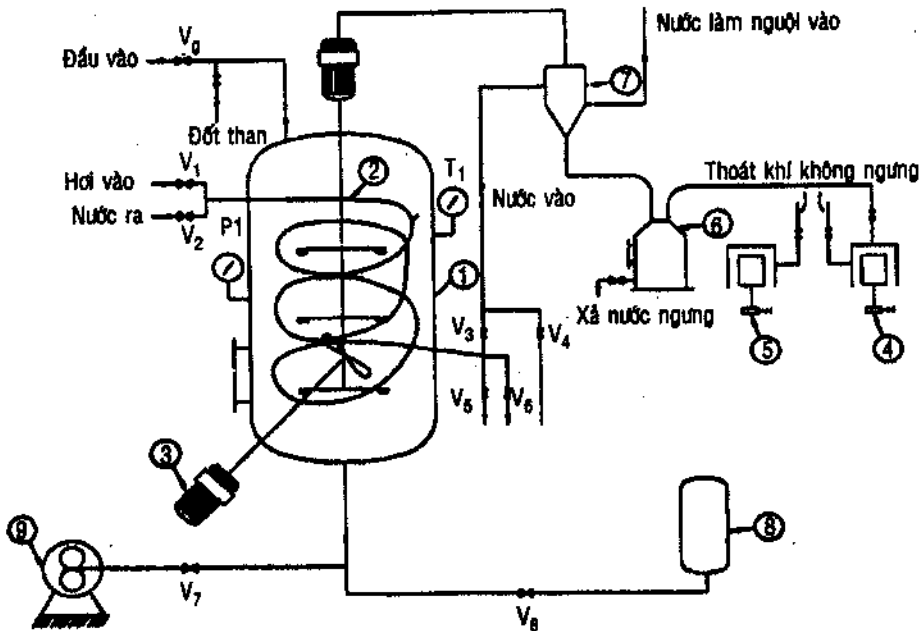 Nước làm nguội vào
Vg
Đấu vào
7
Đốt than
V1
2
T1
Thoát khí không ngưng
Hơi vào
Nước vào
Nước ra
V2
P1
6
1
Xả nước ngưng
V3
V4
5
4
V5
V6
3
9
8
V7
V8